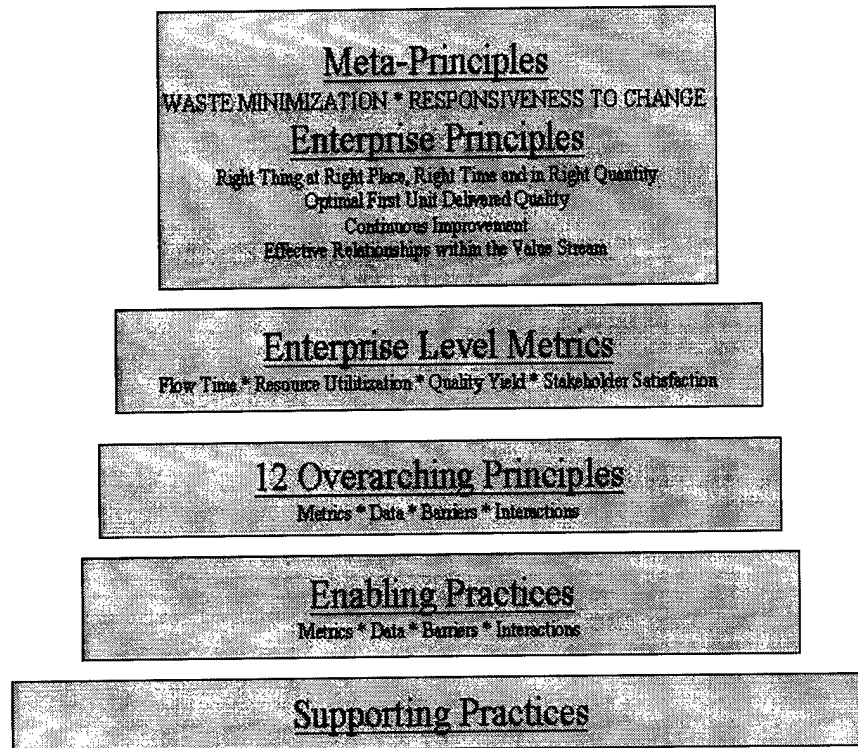 Meta-Principles
WASTE MINIMIZATION * RESPONSIVENESS TO CHANGE
Enterprise Principles
Right Thing at Right Place, Right Time and in Right Quantity
Optimal First Unit Delivered Quality
Continuous Improvement
Effective Relationships within the Value Stream
Enterprise Level Metrics
Flow Time * Resource Utilitization * Quality Yield * Stakeholder Satisfaction
12 Overarching Principles
Metrics * Data * Barriers * Interactions
Enabling Practices
Metrics * Data * Barriers * Interactions
Supporting Practices